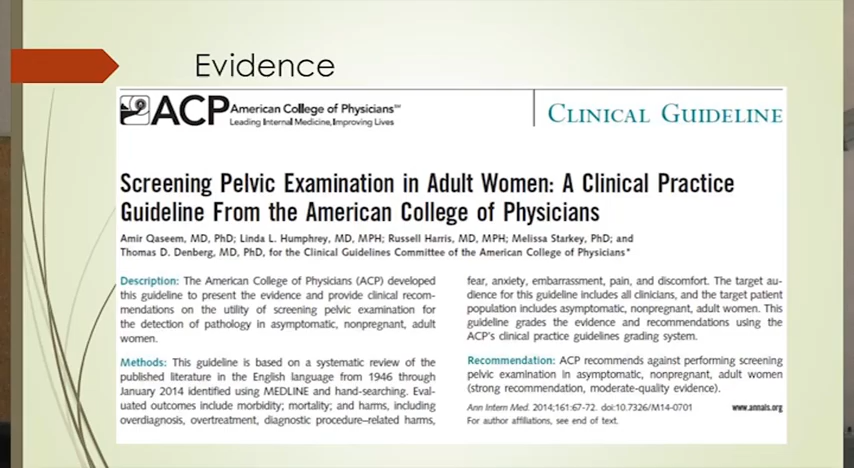 Evidence
ACP American College of Physicians℠
Leading Internal Medicine, Improving Lives
CLINICAL GUIDELINE
Screening Pelvic Examination in Adult Women: A Clinical Practice
Guideline From the American College of Physicians
Amir Qaseem, MD, PhD; Linda L. Humphrey, MD, MPH; Russell Harris, MD, MPH; Melissa Starkey, PhD; and
Thomas D. Denberg, MD, PhD, for the Clinical Guidelines Committee of the American College of Physicians*
Description: The American College of Physicians (ACP) developed
this guideline to present the evidence and provide clinical recom-
mendations on the utility of screening pelvic examination for
the detection of pathology in asymptomatic, nonpregnant, adult
women.
Methods: This guideline is based on a systematic review of the
published literature in the English language from 1946 through
January 2014 identified using MEDLINE and hand-searching. Eval-
uated outcomes include morbidity; mortality; and harms, including
overdiagnosis, overtreatment, diagnostic procedure–related harms,
fear, anxiety, embarrassment, pain, and discomfort. The target au-
dience for this guideline includes all clinicians, and the target patient
population includes asymptomatic, nonpregnant, adult women. This
guideline grades the evidence and recommendations using the
ACP's clinical practice guidelines grading system.
Recommendation: ACP recommends against performing screening
pelvic examination in asymptomatic, nonpregnant, adult women
(strong recommendation, moderate-quality evidence).
Ann Intern Med. 2014;161:67-72. doi:10.7326/M14-0701
www.annals.org
For author affiliations, see end of text.